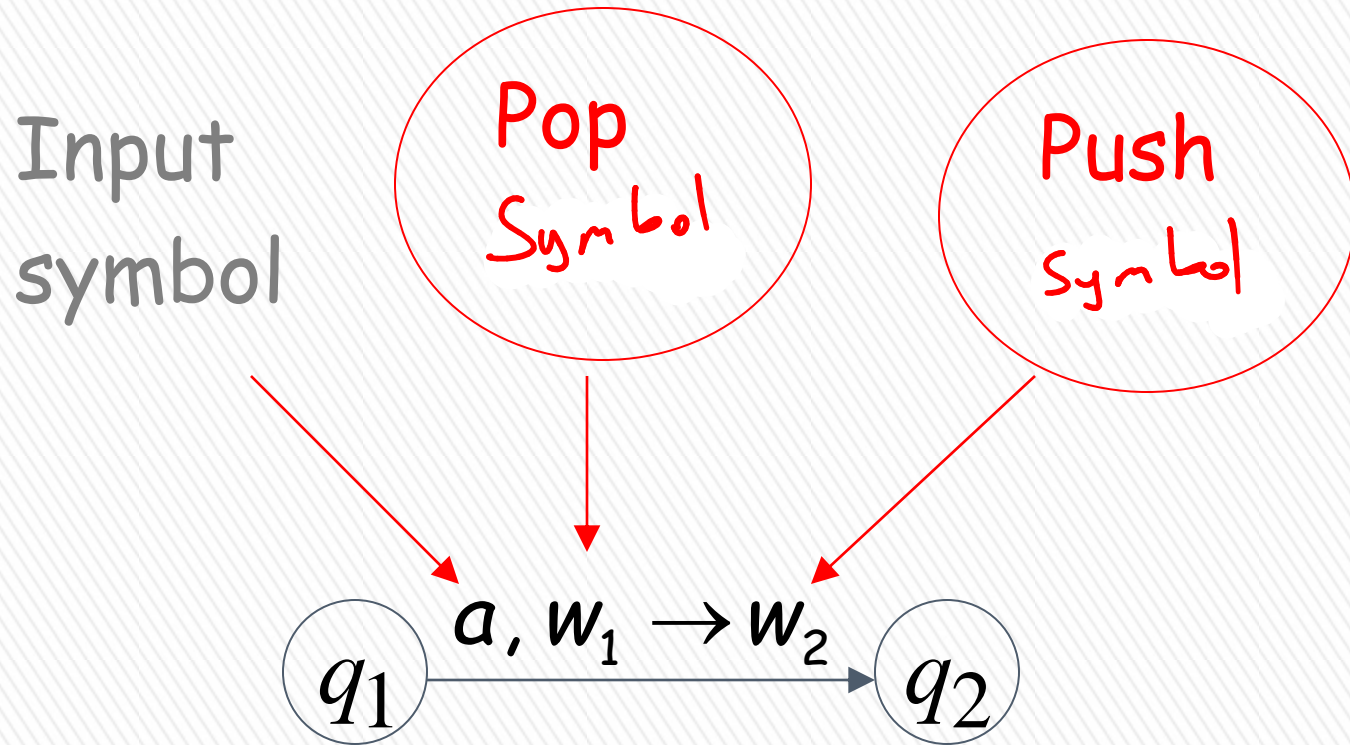 Input
symbol
Pop
Symbol
Push
Symbol
a, w₁ → w₂
q₁
q₂